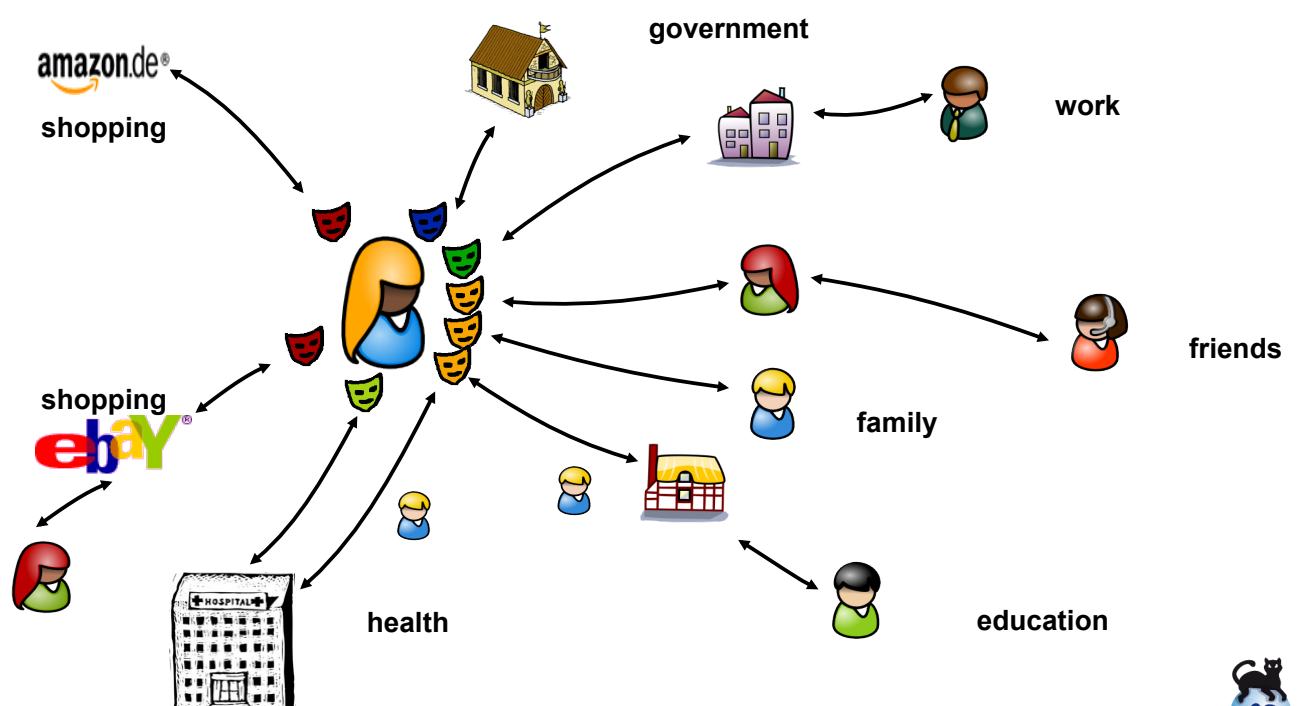 government
amazon.de®
shopping
work
friends
shopping
ebaY®
family
HOSPITAL
health
education